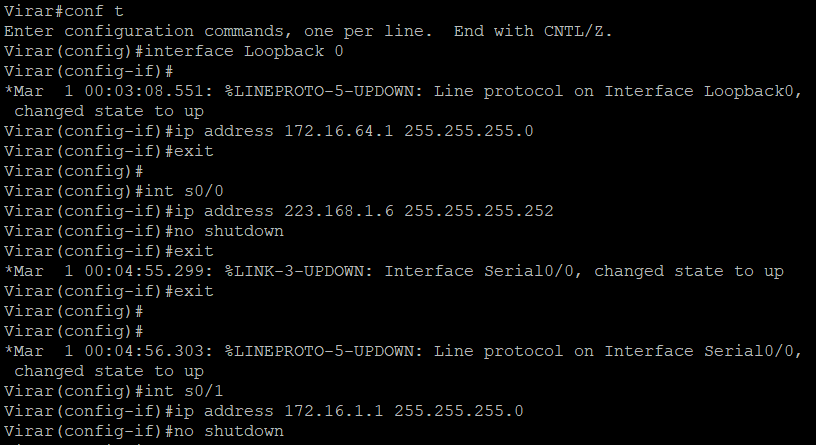 Virar#conf t
Enter configuration commands, one per line.  End with CNTL/Z.
Virar(config)#interface Loopback 0
Virar(config-if)#
*Mar  1 00:03:08.551: %LINEPROTO-5-UPDOWN: Line protocol on Interface Loopback0,
 changed state to up
Virar(config-if)#ip address 172.16.64.1 255.255.255.0
Virar(config-if)#exit
Virar(config)#
Virar(config)#int s0/0
Virar(config-if)#ip address 223.168.1.6 255.255.255.252
Virar(config-if)#no shutdown
Virar(config-if)#exit
*Mar  1 00:04:55.299: %LINK-3-UPDOWN: Interface Serial0/0, changed state to up
Virar(config-if)#exit
Virar(config)#
Virar(config)#
*Mar  1 00:04:56.303: %LINEPROTO-5-UPDOWN: Line protocol on Interface Serial0/0,
 changed state to up
Virar(config)#int s0/1
Virar(config-if)#ip address 172.16.1.1 255.255.255.0
Virar(config-if)#no shutdown